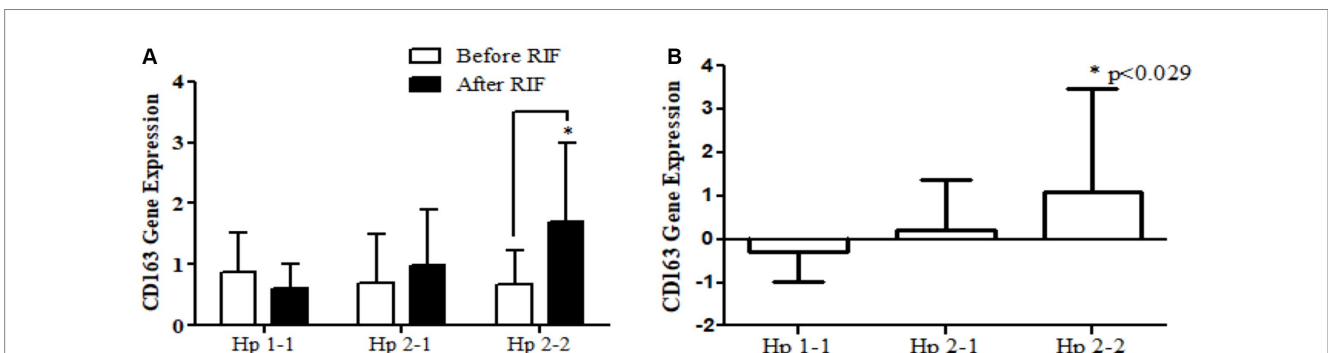 A
Before RIF
After RIF
CD163 Gene Expression
4
3
2
1
0
*
Hp 1-1
Hp 2-1
Hp 2-2
B
CD163 Gene Expression
4
3
2
1
0
-1
-2
* p<0.029
Hp 1-1
Hp 2-1
Hp 2-2